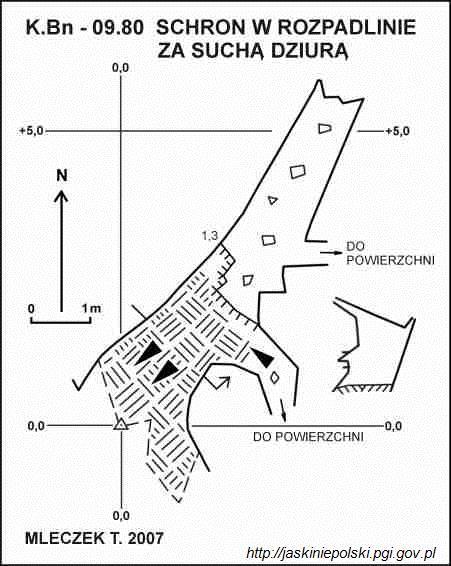 K.Bn - 09.80 SCHRON W ROZPADLINIE
ZA SUCHĄ DZIURĄ
0,0
+5,0
+5,0
N
1,3
DO
POWIERZCHNI
0
1m
0,0
0,0
DO POWIERZCHNI
0,0
MLECZEK T. 2007
http://jaskiniepolski.pgi.gov.pl